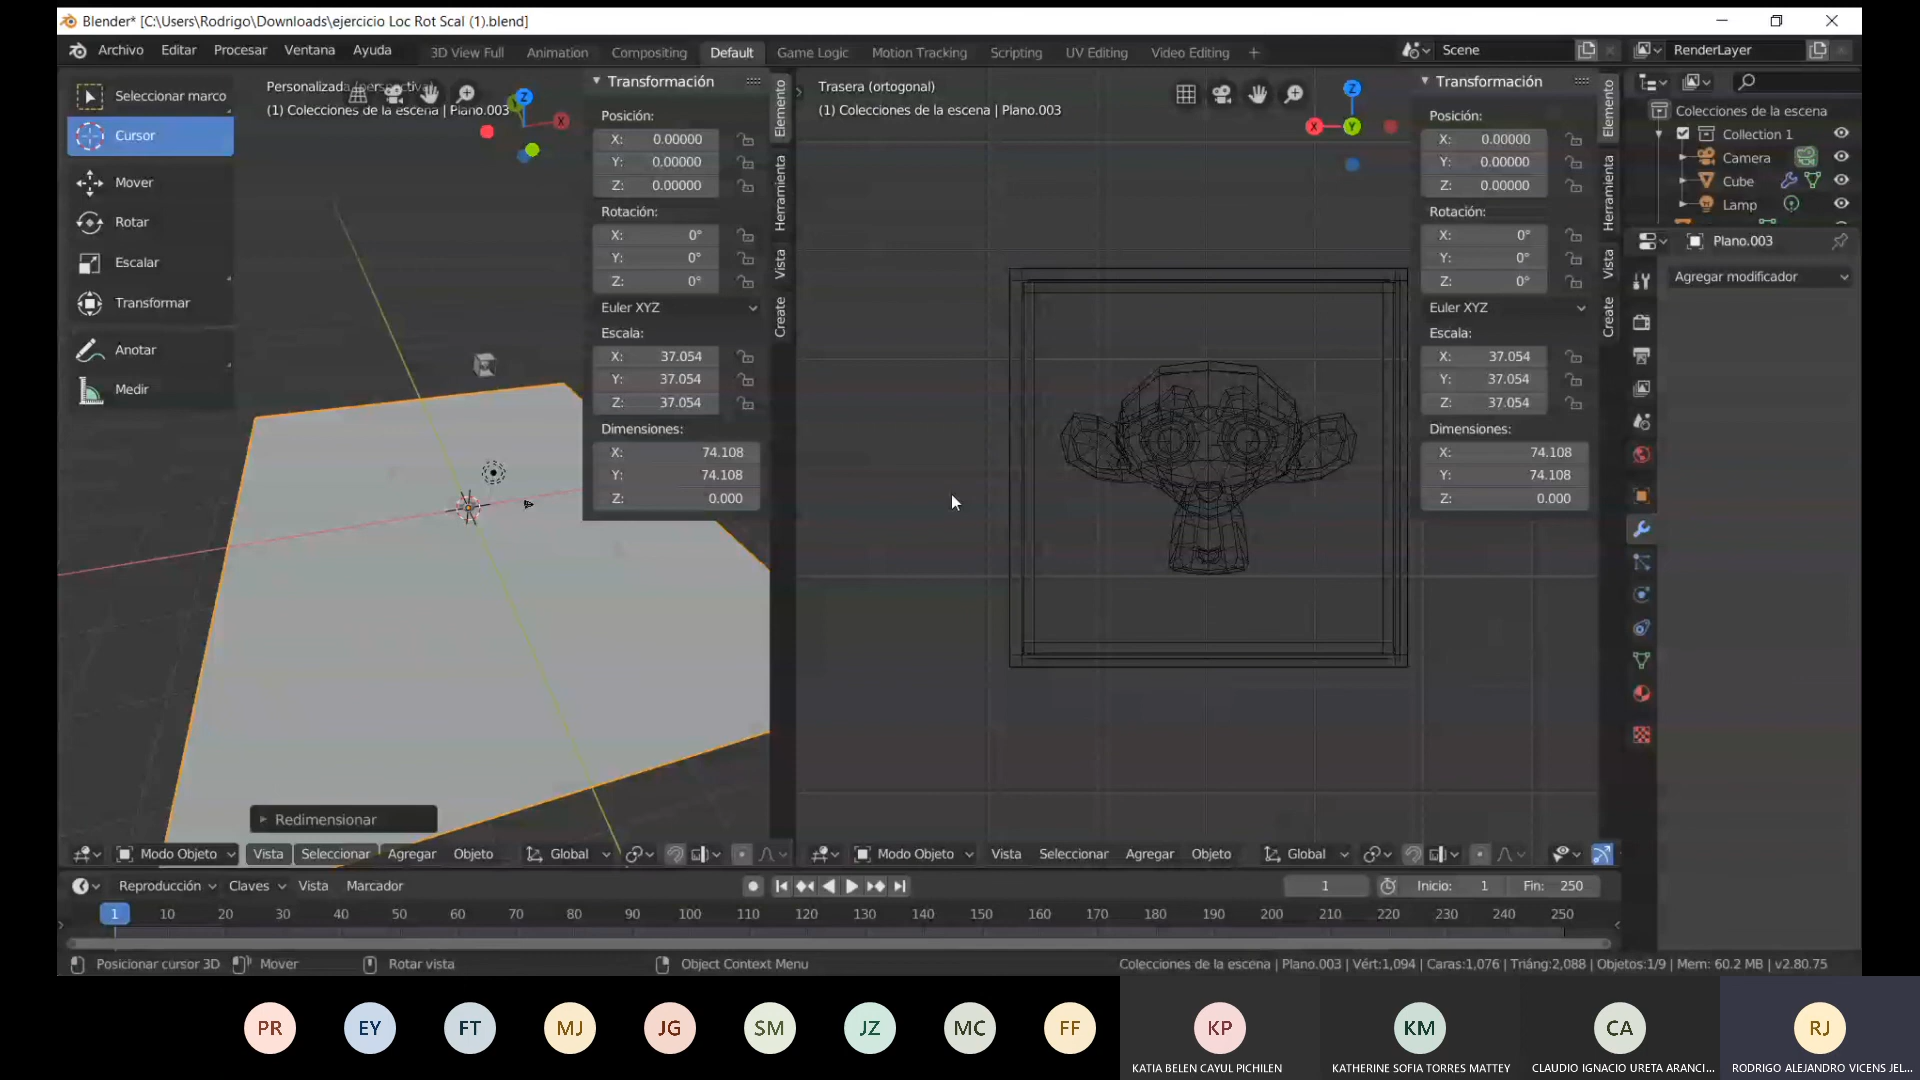 Blender* [C:\Users\Rodrigo\Downloads\ejercicio Loc Rot Scal (1).blend]
Archivo Editar Procesar Ventana Ayuda 3D View Full Animation Compositing Default Game Logic Motion Tracking Scripting UV Editing Video Editing + Scene RenderLayer
Seleccionar marco
Cursor
Mover
Rotar
Escalar
Transformar
Anotar
Medir
Personalizada (perspectiva)
(1) Colecciones de la escena | Plano.003
Z
Y
X
Transformación
Posición:
X: 0.00000
Y: 0.00000
Z: 0.00000
Rotación:
X: 0°
Y: 0°
Z: 0°
Euler XYZ
Escala:
X: 37.054
Y: 37.054
Z: 37.054
Dimensiones:
X: 74.108
Y: 74.108
Z: 0.000
Elemento
Herramienta
Vista
Create
Redimensionar
Trasera (ortogonal)
(1) Colecciones de la escena | Plano.003
Z
X Y
Transformación
Posición:
X: 0.00000
Y: 0.00000
Z: 0.00000
Rotación:
X: 0°
Y: 0°
Z: 0°
Euler XYZ
Escala:
X: 37.054
Y: 37.054
Z: 37.054
Dimensiones:
X: 74.108
Y: 74.108
Z: 0.000
Elemento
Herramienta
Vista
Create
Colecciones de la escena
Collection 1
Camera
Cube
Lamp
Plano.003
Agregar modificador
Modo Objeto Vista Seleccionar Agregar Objeto Global
Modo Objeto Vista Seleccionar Agregar Objeto Global
Reproducción Claves Vista Marcador 1 Inicio: 1 Fin: 250
1 10 20 30 40 50 60 70 80 90 100 110 120 130 140 150 160 170 180 190 200 210 220 230 240 250
Posicionar cursor 3D Mover Rotar vista Object Context Menu Colecciones de la escena | Plano.003 | Vért:1,094 | Caras:1,076 | Triáng:2,088 | Objetos:1/9 | Mem: 60.2 MB | v2.80.75
PR EY FT MJ JG SM JZ MC FF KP KM CA RJ
KATIA BELEN CAYUL PICHILEN KATHERINE SOFIA TORRES MATTEY CLAUDIO IGNACIO URETA ARANCI... RODRIGO ALEJANDRO VICENS JEL...